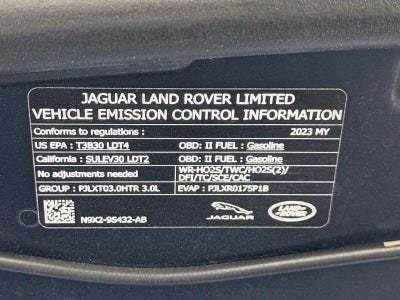 JAGUAR LAND ROVER LIMITED
VEHICLE EMISSION CONTROL INFORMATION
Conforms to regulations : 2023 MY
US EPA : T3B30 LDT4 OBD: II FUEL : Gasoline
California : SULEV30 LDT2 OBD: II FUEL : Gasoline
No adjustments needed WR-HO2S/TWC/HO2S(2)/
DFI/TC/SCE/CAC
GROUP : PJLXT03.0HTR 3.0L EVAP : PJLXR0175P1B
N9X2-9S432-AB JAGUAR LAND-ROVER